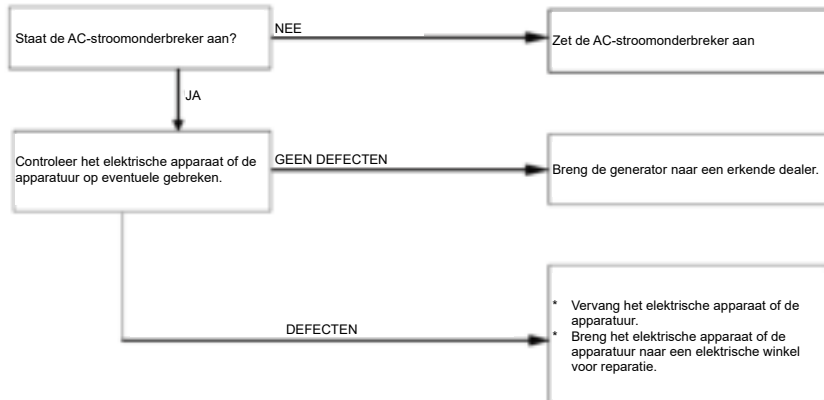 Staat de AC-stroomonderbreker aan?
NEE
Zet de AC-stroomonderbreker aan
JA
Controleer het elektrische apparaat of de
apparatuur op eventuele gebreken.
GEEN DEFECTEN
Breng de generator naar een erkende dealer.
DEFECTEN
* Vervang het elektrische apparaat of de
apparatuur.
* Breng het elektrische apparaat of de
apparatuur naar een elektrische winkel
voor reparatie.